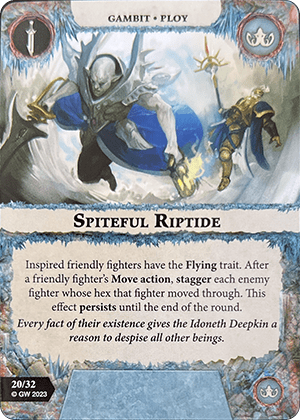 GAMBIT • PLOY
SPITEFUL RIPTIDE
Inspired friendly fighters have the Flying trait. After
a friendly fighter's Move action, stagger each enemy
fighter whose hex that fighter moved through. This
effect persists until the end of the round.
Every fact of their existence gives the Idoneth Deepkin a
reason to despise all other beings.
20/32
© GW 2023